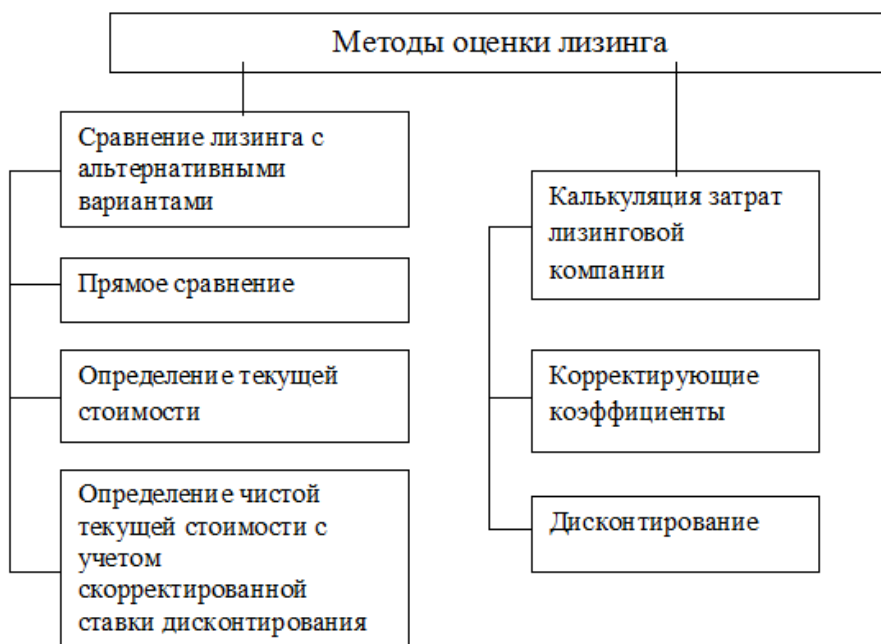 Методы оценки лизинга
Сравнение лизинга с
альтернативными
вариантами
Прямое сравнение
Определение текущей
стоимости
Определение чистой
текущей стоимости с
учетом
скорректированной
ставки дисконтирования
Калькуляция затрат
лизинговой
компании
Корректирующие
коэффициенты
Дисконтирование